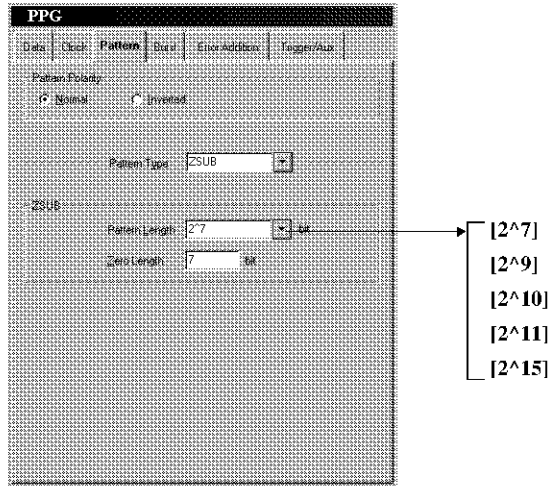 PPG
Data Clock Pattern Burst Error Addition Trigger/Aux
Pattern Polarity
Normal Inverted
Pattern Type ZSUB
ZSUB
Pattern Length 2^7 bit
Zero Length 7 bit
[2^7]
[2^9]
[2^10]
[2^11]
[2^15]